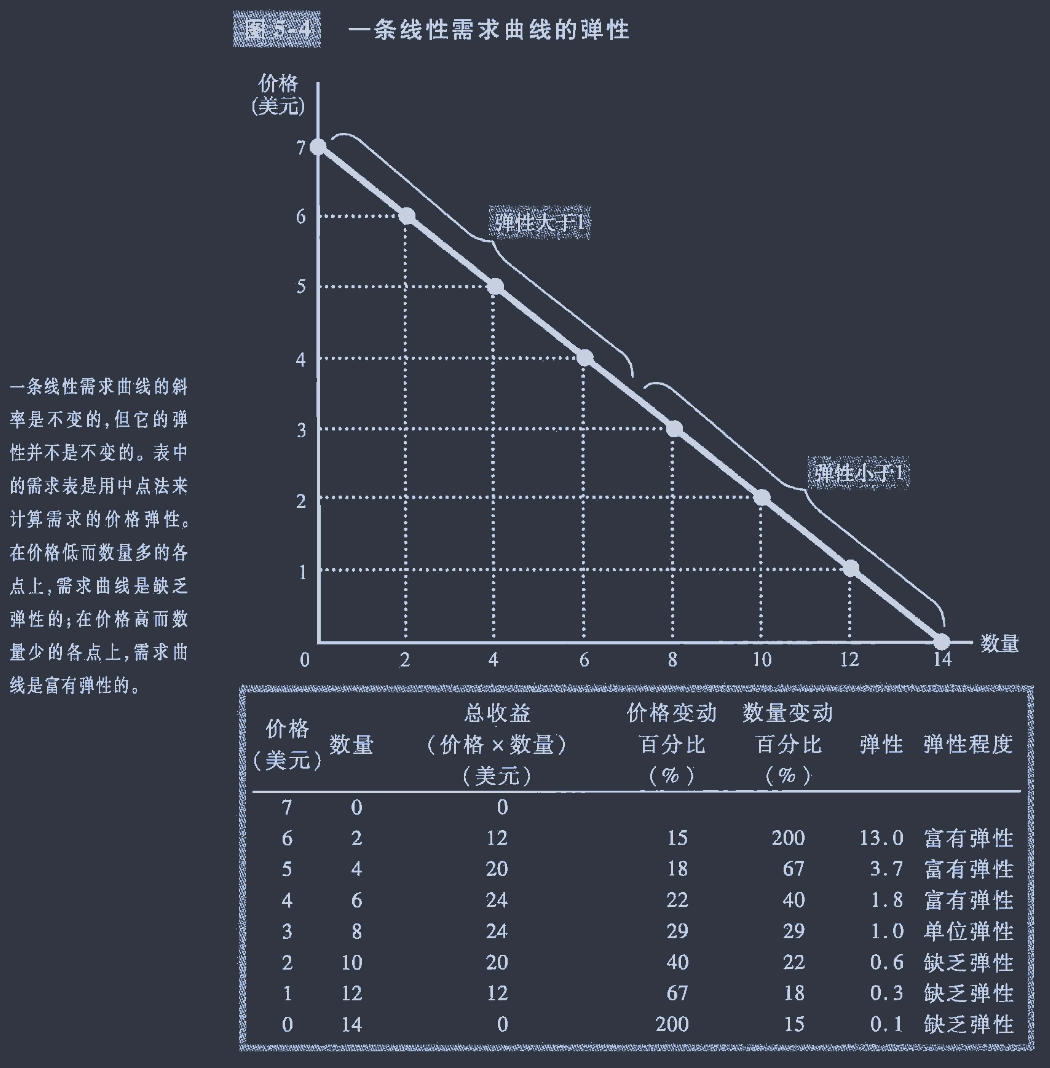 图 5-4 一条线性需求曲线的弹性
价格
(美元)
7
6
5
4
3
2
1
弹性大于1
弹性小于1
0 2 4 6 8 10 12 14 数量
一条线性需求曲线的斜
率是不变的,但它的弹
性并不是不变的。表中
的需求表是用中点法来
计算需求的价格弹性。
在价格低而数量多的各
点上,需求曲线是缺乏
弹性的;在价格高而数
量少的各点上,需求曲
线是富有弹性的。
价格
(美元)
数量
总收益
(价格×数量)
(美元)
价格变动
百分比
(%)
数量变动
百分比
(%)
弹性
弹性程度
7 0 0
6 2 12 15 200 13.0 富有弹性
5 4 20 18 67 3.7 富有弹性
4 6 24 22 40 1.8 富有弹性
3 8 24 29 29 1.0 单位弹性
2 10 20 40 22 0.6 缺乏弹性
1 12 12 67 18 0.3 缺乏弹性
0 14 0 200 15 0.1 缺乏弹性